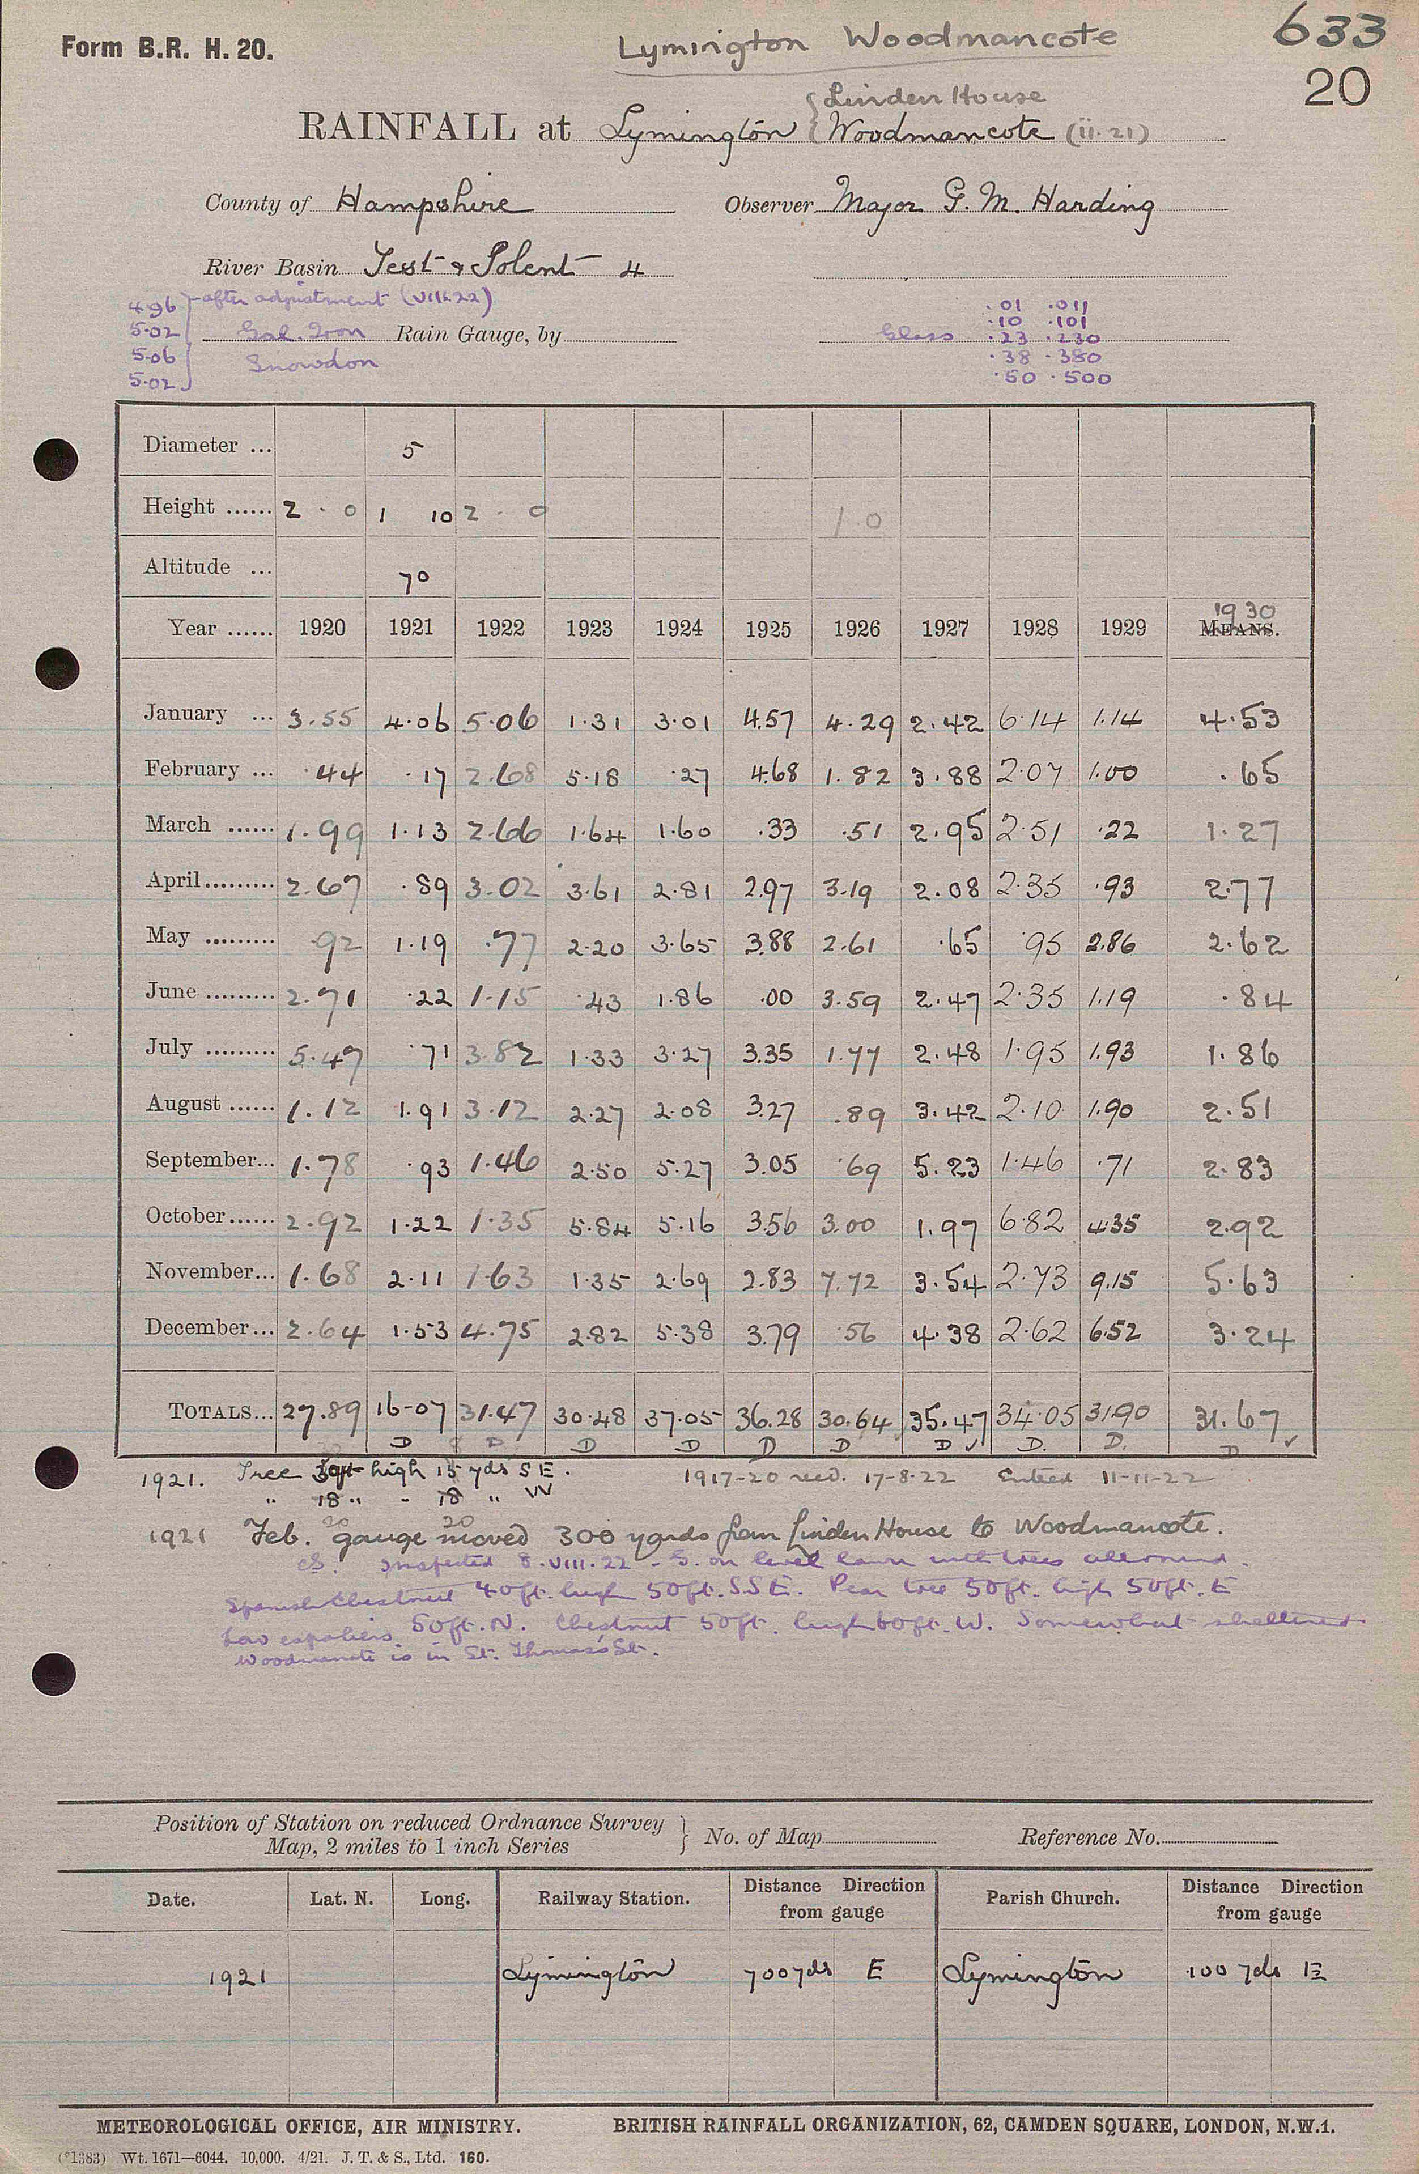 Form B.R. H. 20.
Lymington Woodmancote
633
20
Linden House
RAINFALL at Lymington { Woodmancote (ii.21)
County of Hampshire Observer Major G. M. Harding
River Basin Test & Solent 4
4.96 } after adjustment (VIII.22)
5.02
Gal. Iron Rain Gauge, by
5.06 Snowdon
5.02
Glass
.01 .011
.10 .101
.23 .230
.38 .380
.50 .500
Diameter ... 5
Height ...... 2 . 0 1 10 2 . 0 1.0
Altitude ... 70
Year ...... 1920 1921 1922 1923 1924 1925 1926 1927 1928 1929 MEANS. 1930
January ... 3.55 4.06 5.06 1.31 3.01 4.57 4.29 2.42 6.14 1.14 4.53
February ... .44 .17 2.68 5.18 .27 4.68 1.82 3.88 2.07 1.00 .65
March ...... 1.99 1.13 2.66 1.64 1.60 .33 .51 2.95 2.51 .22 1.27
April ......... 2.67 .89 3.02 3.61 2.81 2.97 3.19 2.08 2.35 .93 2.77
May ......... .92 1.19 .77 2.20 3.65 3.88 2.61 .65 .95 2.86 2.62
June ......... 2.71 .22 1.15 .43 1.86 .00 3.59 2.47 2.35 1.19 .84
July ......... 5.47 .71 3.82 1.33 3.27 3.35 1.77 2.48 1.95 1.93 1.86
August ...... 1.12 1.91 3.12 2.27 2.08 3.27 .89 3.42 2.10 1.90 2.51
September... 1.78 .93 1.46 2.50 5.27 3.05 .69 5.23 1.46 .71 2.83
October...... 2.92 1.22 1.35 5.84 5.16 3.56 3.00 1.97 6.82 4.35 2.92
November... 1.68 2.11 1.63 1.35 2.69 2.83 7.72 3.54 2.73 9.15 5.63
December... 2.64 1.53 4.75 2.82 5.38 3.79 .56 4.38 2.62 6.52 3.24
TOTALS... 27.89 16.07 31.47 30.48 37.05 36.28 30.64 35.47 34.05 31.90 31.67
D D D D D D D ✓ D. D. D ✓
1921. Tree 30ft high 15 yds S E. 1917-20 recd. 17-8-22 Entred 11-11-22
" 18 " - 18 " W
20 20
1921 Feb. gauge moved 300 yards from Linden House to Woodmancote.
CS. Inspected 8.VIII.22 - G. on level lawn with trees all round.
Spanish Chestnut 40ft. high 50ft. SSE. Pear tree 50ft. high 50ft. E
Low espaliers 50ft. N. Chestnut 50ft. high 60ft. W. Somewhat sheltered
Woodmancote is in St. Thomas's St.
Position of Station on reduced Ordnance Survey
Map, 2 miles to 1 inch Series } No. of Map Reference No.
Date. Lat. N. Long. Railway Station. Distance Direction from gauge Parish Church. Distance Direction from gauge
1921 Lymington 700 yds E Lymington 100 yds E
METEOROLOGICAL OFFICE, AIR MINISTRY. BRITISH RAINFALL ORGANIZATION, 62, CAMDEN SQUARE, LONDON, N.W.1.
(*1383) Wt. 1671—6044. 10,000. 4/21. J. T. & S., Ltd. 160.